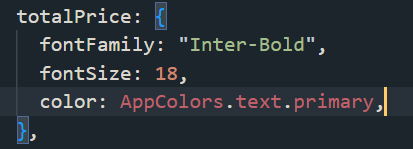 totalPrice: {
  fontFamily: "Inter-Bold",
  fontSize: 18,
  color: AppColors.text.primary,
},